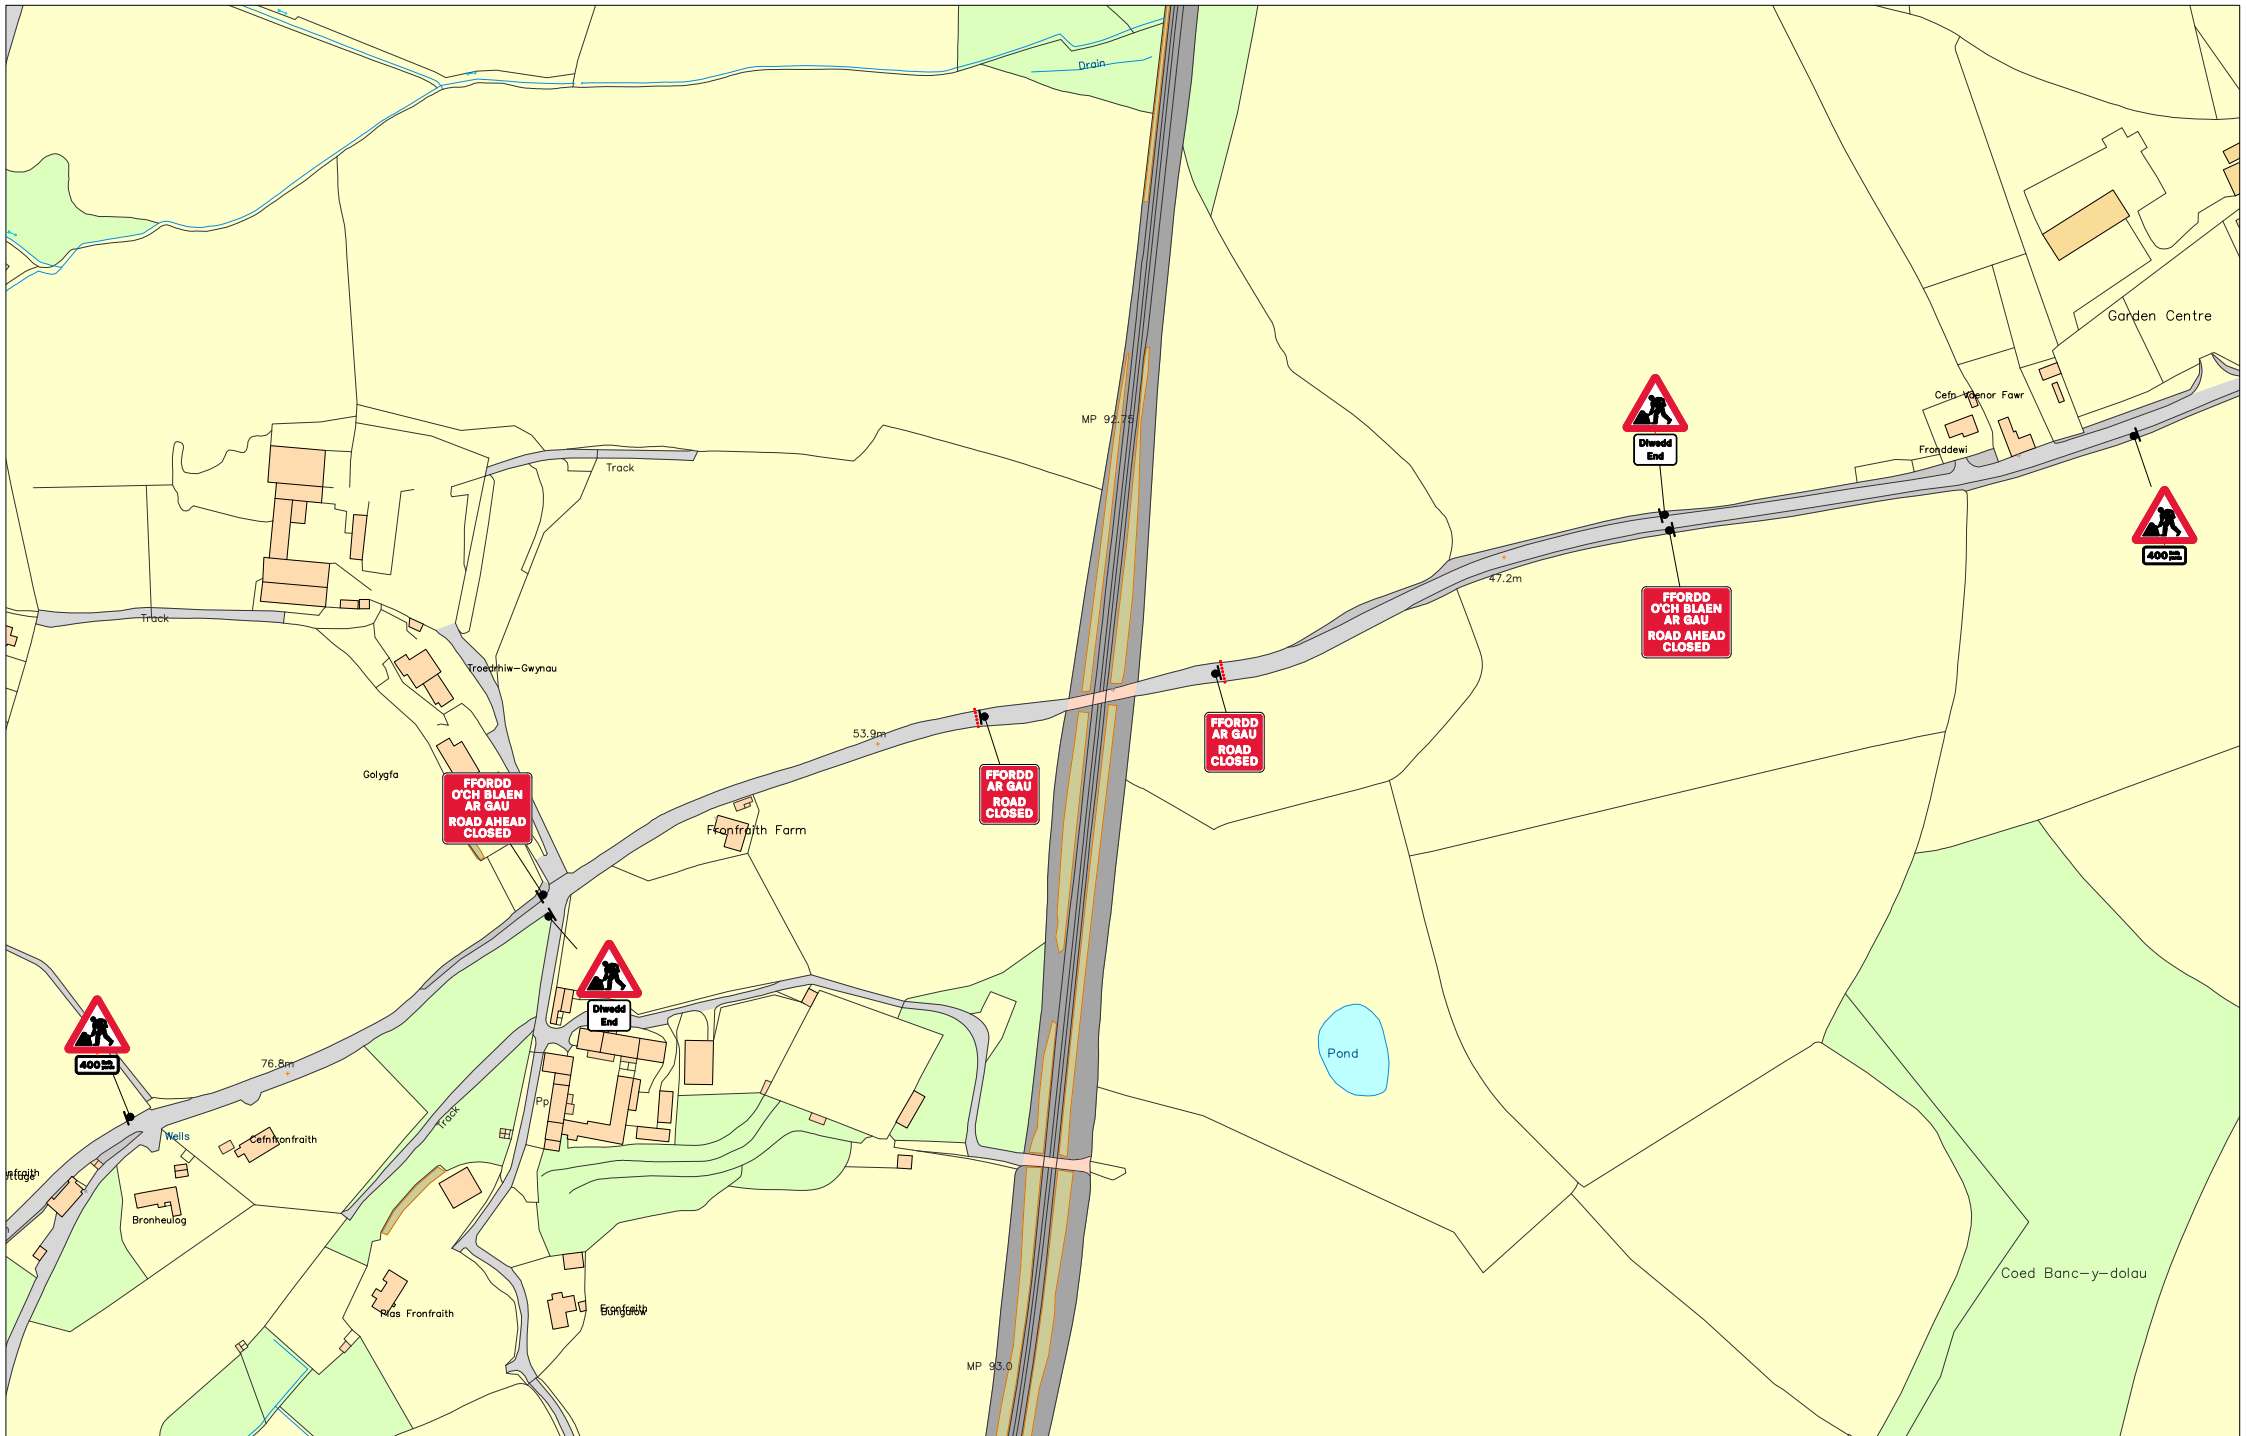 Drain
Garden Centre
Cefn Vaenor Fawr
MP 92.75
Diwedd
End
Fronddewi
Track
400
47.2m
FFORDD
O'CH BLAEN
AR GAU
ROAD AHEAD
CLOSED
Track
Troedrhiw-Gwynau
FFORDD
AR GAU
ROAD
CLOSED
53.9m
Golygfa
FFORDD
O'CH BLAEN
AR GAU
ROAD AHEAD
CLOSED
FFORDD
AR GAU
ROAD
CLOSED
Fronfraith Farm
Diwedd
End
400
76.8m
Pond
Pp
Track
Wells
Cefnfronfraith
Bronheulog
Coed Banc-y-dolau
Plas Fronfraith
Fronfraith
Bungalow
MP 93.0